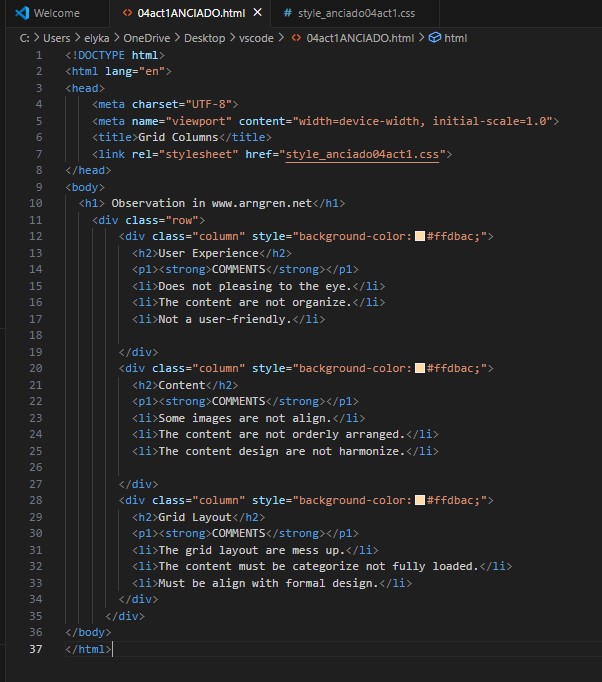 Welcome
<> 04act1ANCIADO.html ×
# style_anciado04act1.css
C: > Users > elyka > OneDrive > Desktop > vscode > <> 04act1ANCIADO.html > html
1 <!DOCTYPE html>
2 <html lang="en">
3 <head>
4 <meta charset="UTF-8">
5 <meta name="viewport" content="width=device-width, initial-scale=1.0">
6 <title>Grid Columns</title>
7 <link rel="stylesheet" href="style_anciado04act1.css">
8 </head>
9 <body>
10 <h1> Observation in www.arngren.net</h1>
11 <div class="row">
12 <div class="column" style="background-color:#ffdbac;">
13 <h2>User Experience</h2>
14 <p1><strong>COMMENTS</strong></p1>
15 <li>Does not pleasing to the eye.</li>
16 <li>The content are not organize.</li>
17 <li>Not a user-friendly.</li>
18
19 </div>
20 <div class="column" style="background-color:#ffdbac;">
21 <h2>Content</h2>
22 <p1><strong>COMMENTS</strong></p1>
23 <li>Some images are not align.</li>
24 <li>The content are not orderly arranged.</li>
25 <li>The content design are not harmonize.</li>
26
27 </div>
28 <div class="column" style="background-color:#ffdbac;">
29 <h2>Grid Layout</h2>
30 <p1><strong>COMMENTS</strong></p1>
31 <li>The grid layout are mess up.</li>
32 <li>The content must be categorize not fully loaded.</li>
33 <li>Must be align with formal design.</li>
34 </div>
35 </div>
36 </body>
37 </html>